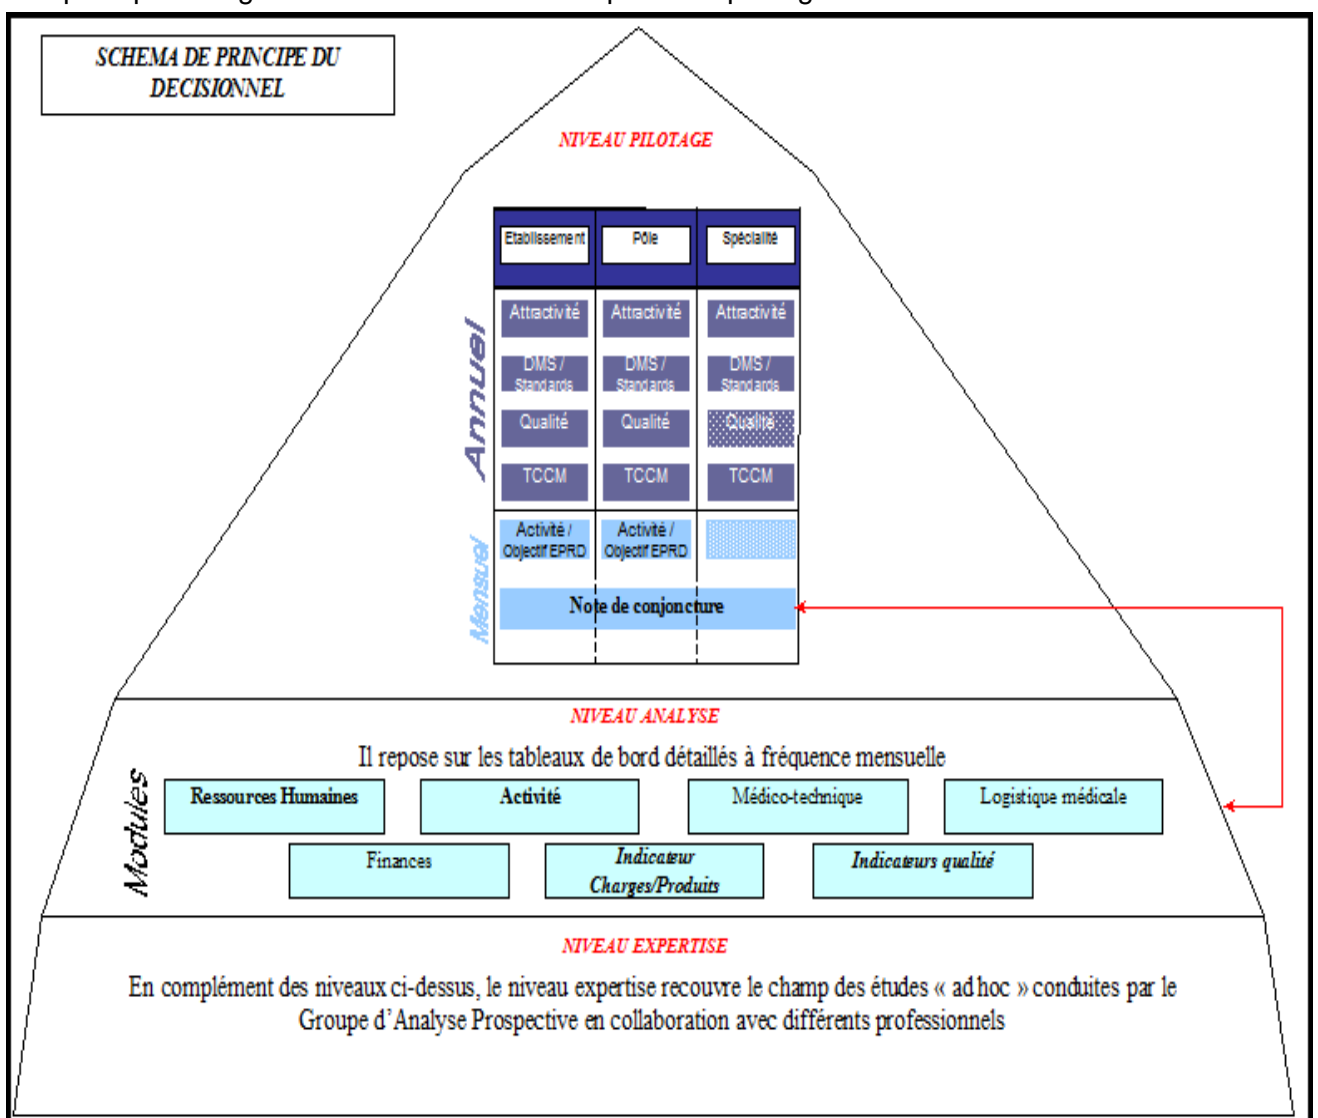 SCHEMA DE PRINCIPE DU
DECISIONNEL
NIVEAU PILOTAGE
Etablissement Pôle Spécialité
Annuel
Attractivité Attractivité Attractivité
DMS / DMS / DMS /
Standards Standards Standards
Qualité Qualité Qualité
TCCM TCCM TCCM
Mensuel
Activité / Activité /
Objectif EPRD Objectif EPRD
Note de conjoncture
NIVEAU ANALYSE
Il repose sur les tableaux de bord détaillés à fréquence mensuelle
Modules
Ressources Humaines Activité Médico-technique Logistique médicale
Finances Indicateur Indicateurs qualité
Charges/Produits
NIVEAU EXPERTISE
En complément des niveaux ci-dessus, le niveau expertise recouvre le champ des études « ad hoc » conduites par le
Groupe d'Analyse Prospective en collaboration avec différents professionnels